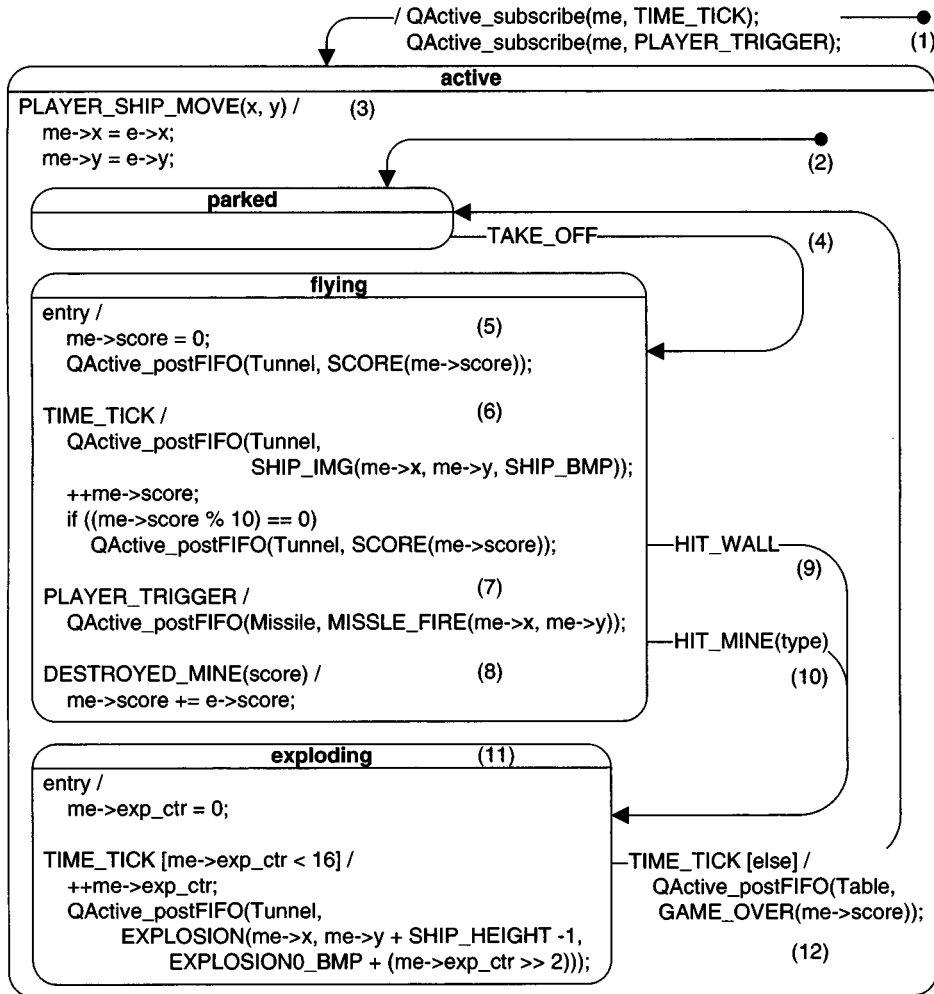 / QActive_subscribe(me, TIME_TICK);
QActive_subscribe(me, PLAYER_TRIGGER);
(1)
active
PLAYER_SHIP_MOVE(x, y) /
(3)
me->x = e->x;
me->y = e->y;
(2)
parked
TAKE_OFF
(4)
flying
entry /
(5)
me->score = 0;
QActive_postFIFO(Tunnel, SCORE(me->score));
TIME_TICK /
(6)
QActive_postFIFO(Tunnel,
SHIP_IMG(me->x, me->y, SHIP_BMP));
++me->score;
if ((me->score % 10) == 0)
QActive_postFIFO(Tunnel, SCORE(me->score));
HIT_WALL
(9)
PLAYER_TRIGGER /
(7)
QActive_postFIFO(Missile, MISSLE_FIRE(me->x, me->y));
HIT_MINE(type)
(10)
DESTROYED_MINE(score) /
(8)
me->score += e->score;
exploding
(11)
entry /
me->exp_ctr = 0;
TIME_TICK [me->exp_ctr < 16] /
++me->exp_ctr;
QActive_postFIFO(Tunnel,
EXPLOSION(me->x, me->y + SHIP_HEIGHT -1,
EXPLOSION0_BMP + (me->exp_ctr >> 2)));
TIME_TICK [else] /
QActive_postFIFO(Table,
GAME_OVER(me->score));
(12)